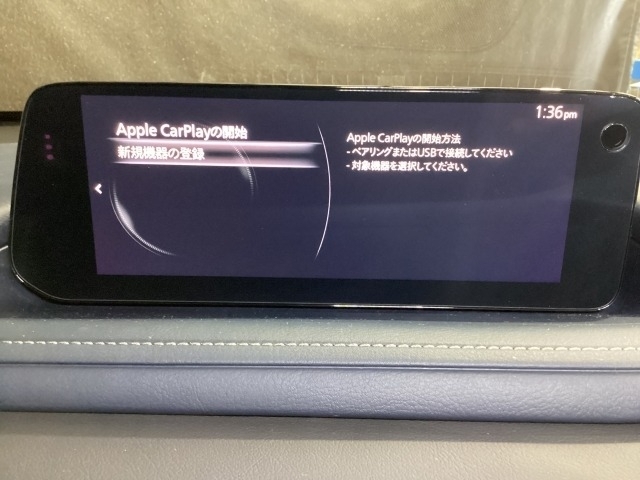 1:36pm
Apple CarPlayの開始
新規機器の登録
Apple CarPlayの開始方法
- ペアリングまたはUSBで接続してください
- 対象機器を選択してください。